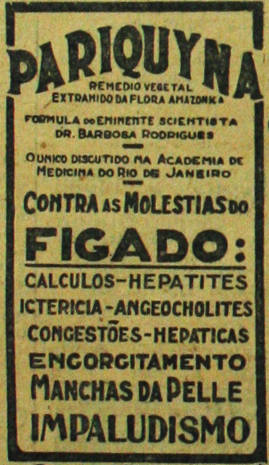 PARIQUYNA
REMEDIO VEGETAL
EXTRAHIDO DA FLORA AMAZONICA
FORMULA DO EMINENTE SCIENTISTA
DR. BARBOSA RODRIGUES
O UNICO DISCUTIDO NA ACADEMIA DE
MEDICINA DO RIO DE JANEIRO
CONTRA AS MOLESTIAS DO
FIGADO:
CALCULOS-HEPATITES
ICTERICIA-ANGEOCHOLITES
CONGESTÕES-HEPATICAS
ENGORGITAMENTO
MANCHAS DA PELLE
IMPALUDISMO